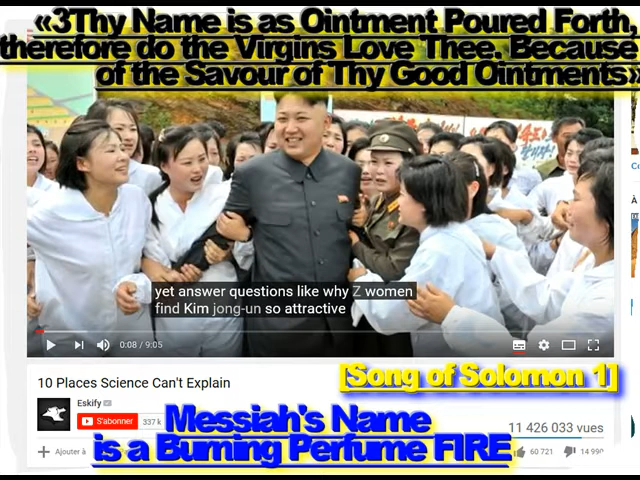 «3Thy Name is as Ointment Poured Forth,
therefore do the Virgins Love Thee. Because
of the Savour of Thy Good Ointments»
yet answer questions like why Z women
find Kim jong-un so attractive
0:08 / 9:05
10 Places Science Can't Explain
[Song of Solomon 1]
Eskify
S'abonner 337 k
Messiah's Name
is a Burning Perfume FIRE
11 426 033 vues
Ajouter à
60 721
14 990